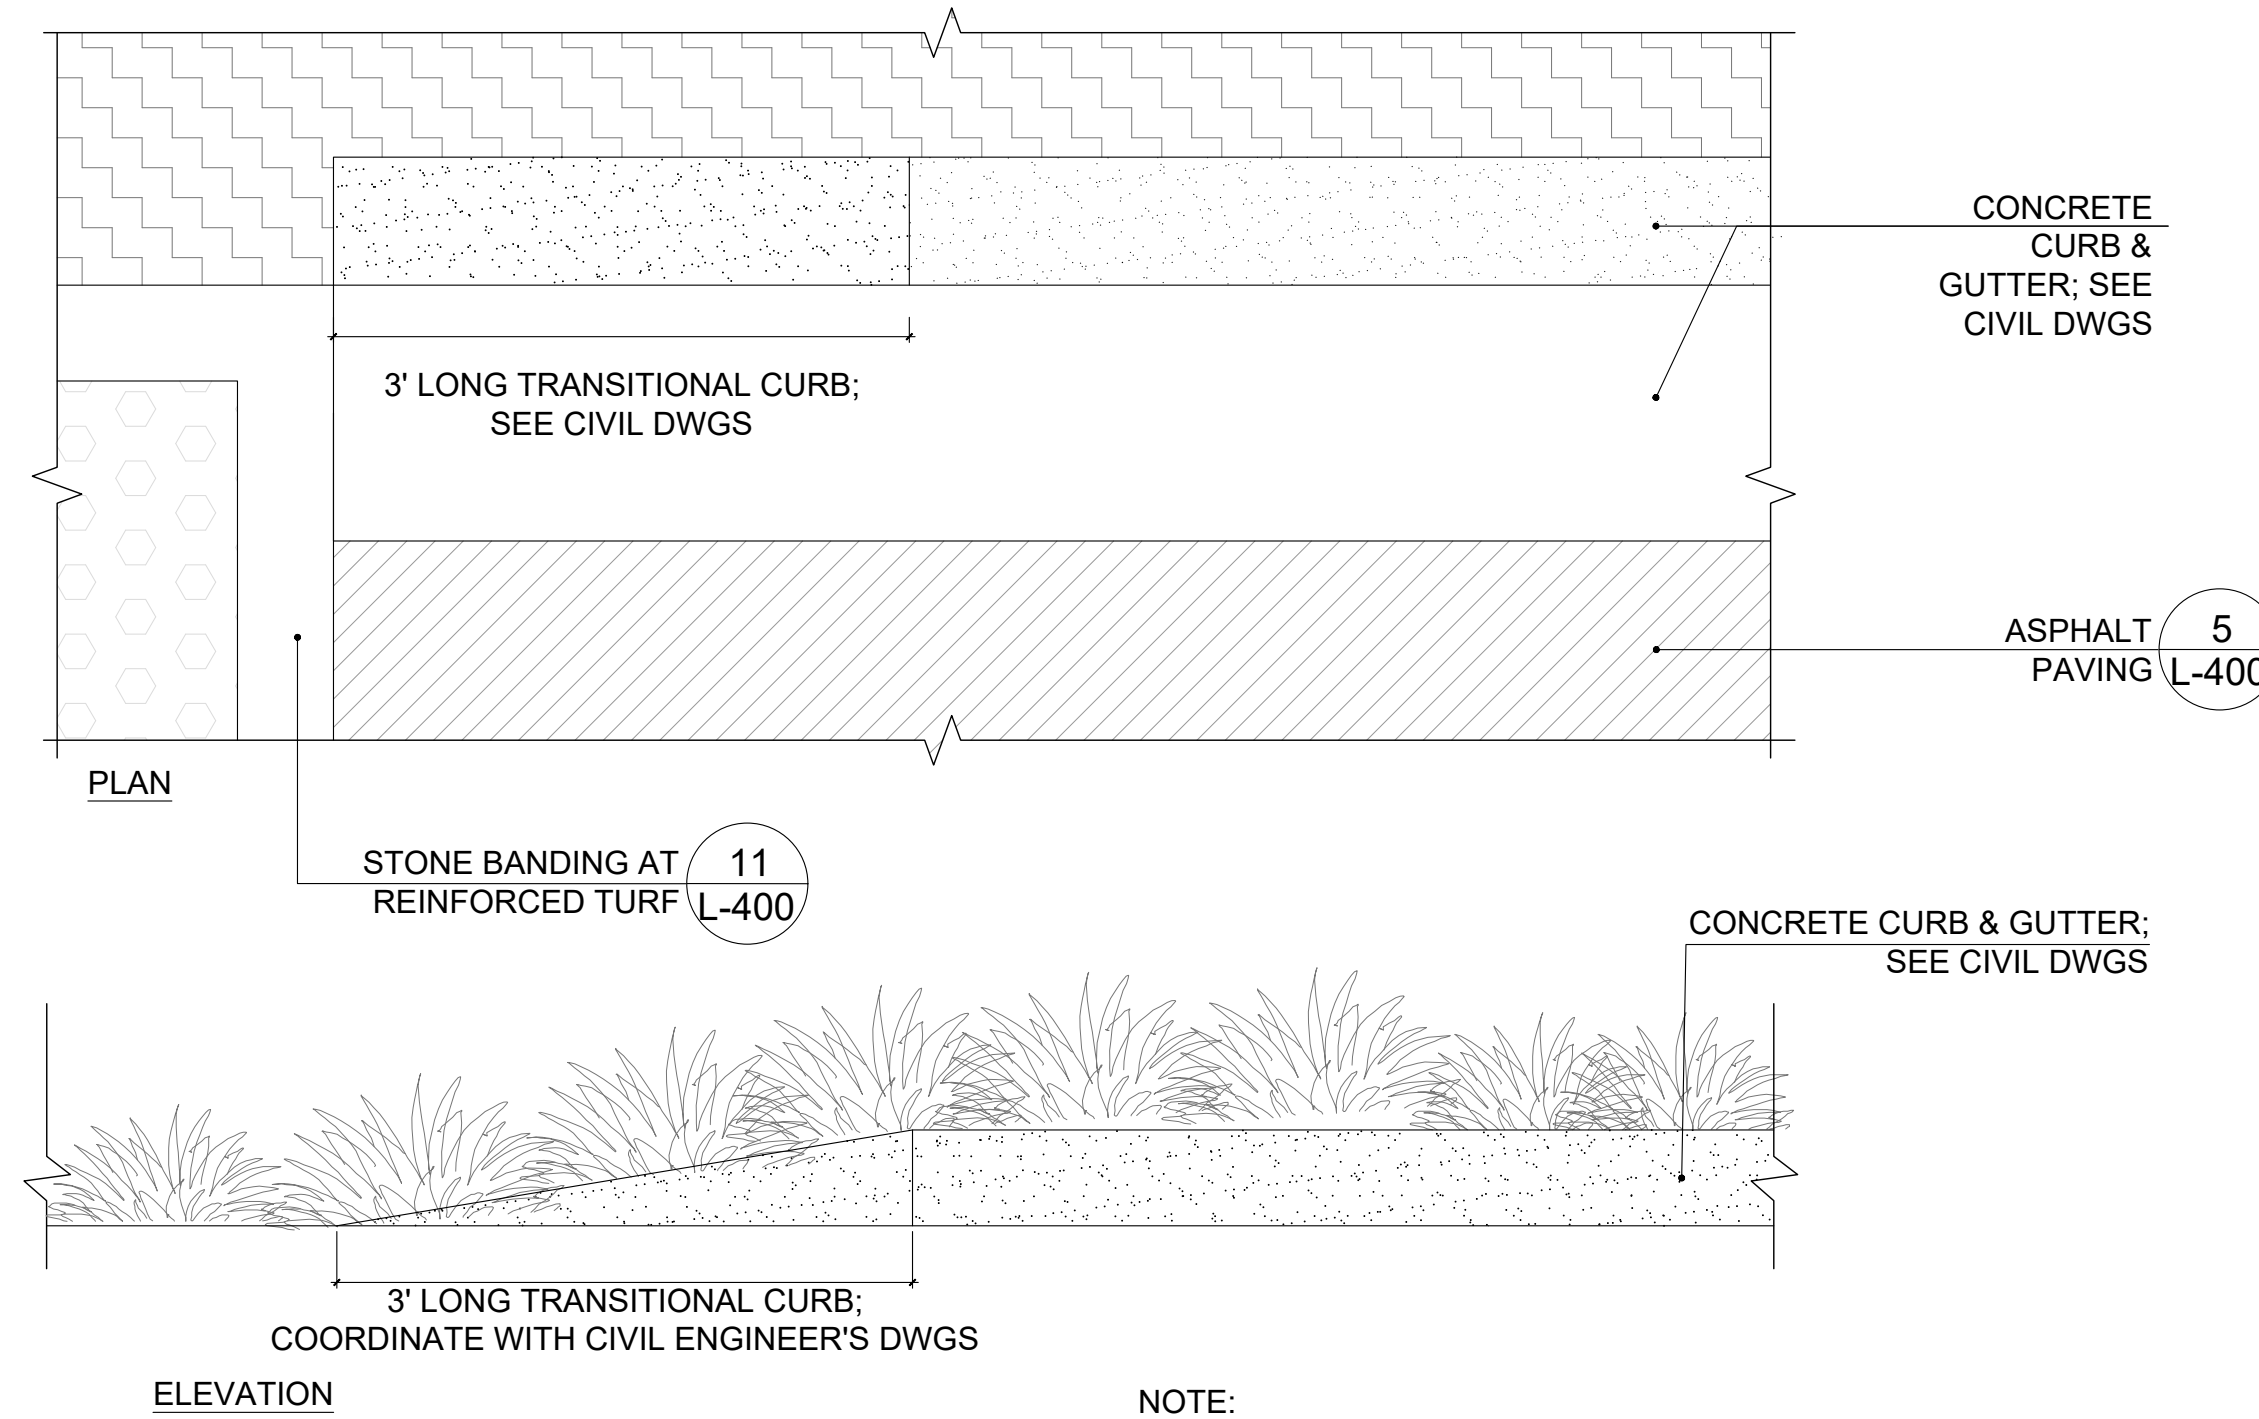 CONCRETE
CURB &
GUTTER; SEE
CIVIL DWGS
3' LONG TRANSITIONAL CURB;
SEE CIVIL DWGS
ASPHALT
PAVING
5
L-400
PLAN
STONE BANDING AT
REINFORCED TURF
11
L-400
CONCRETE CURB & GUTTER;
SEE CIVIL DWGS
3' LONG TRANSITIONAL CURB;
COORDINATE WITH CIVIL ENGINEER'S DWGS
ELEVATION
NOTE: